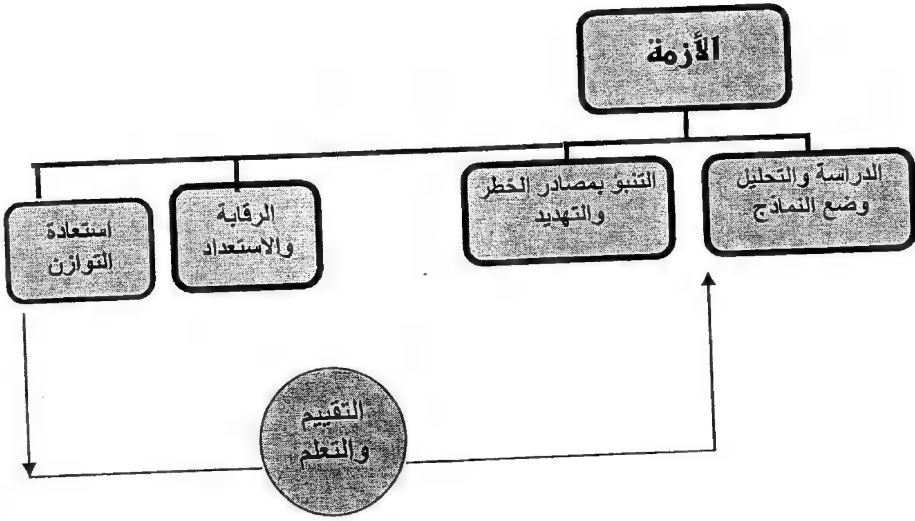 الأزمة
الدراسة والتحليل
وضع النماذج
التنبؤ بمصادر الخطر
والتهديد
الرقابة
والاستعداد
استعادة
التوازن
التقييم
والتعلم